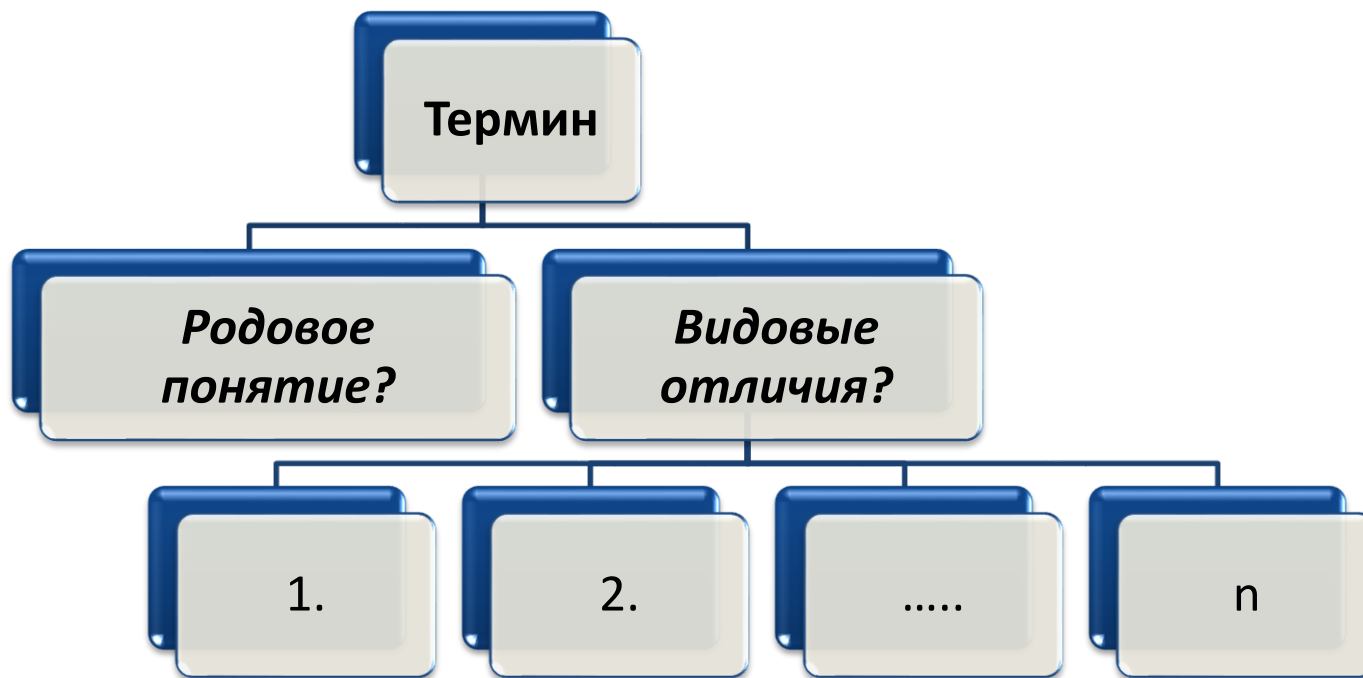 Термин
Родовое
понятие?
Видовые
отличия?
1.
2.
.....
n